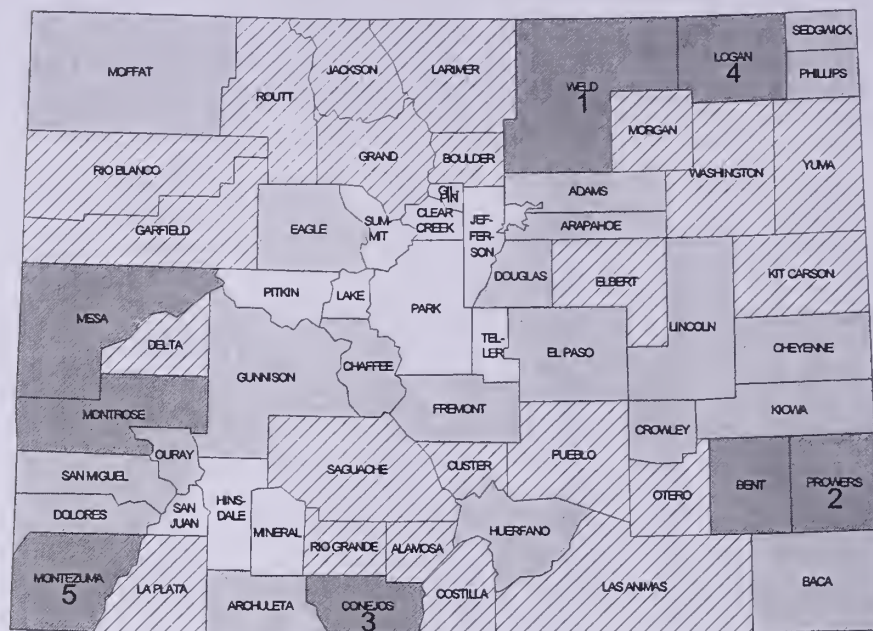 SEDGWICK
MOFFAT
JACKSON
LARIMER
LOGAN
4
ROUTT
WELD
1
PHILLIPS
MORGAN
GRAND
BOULDER
WASHINGTON
YUMA
RIO BLANCO
GIL-
PIN
ADAMS
CLEAR
CREEK
EAGLE
SUM-
MIT
JEF-
FER-
SON
ARAPAHOE
GARFIELD
DOUGLAS
ELBERT
KIT CARSON
PITKIN
LAKE
MESA
PARK
LINCOLN
DELTA
TEL-
LER
EL PASO
CHEYENNE
CHAFFEE
GUNNISON
MONTROSE
FREMONT
KIOWA
CROWLEY
OURAY
SAGUACHE
CUSTER
PUEBLO
SAN MIGUEL
OTERO
BENT
PROWERS
2
HINS-
DALE
SAN
JUAN
DOLORES
MINERAL
HUERFANO
RIO GRANDE
ALAMOSA
MONTEZUMA
5
LA PLATA
COSTILLA
LAS ANIMAS
BACA
ARCHULETA
CONEJOS
3